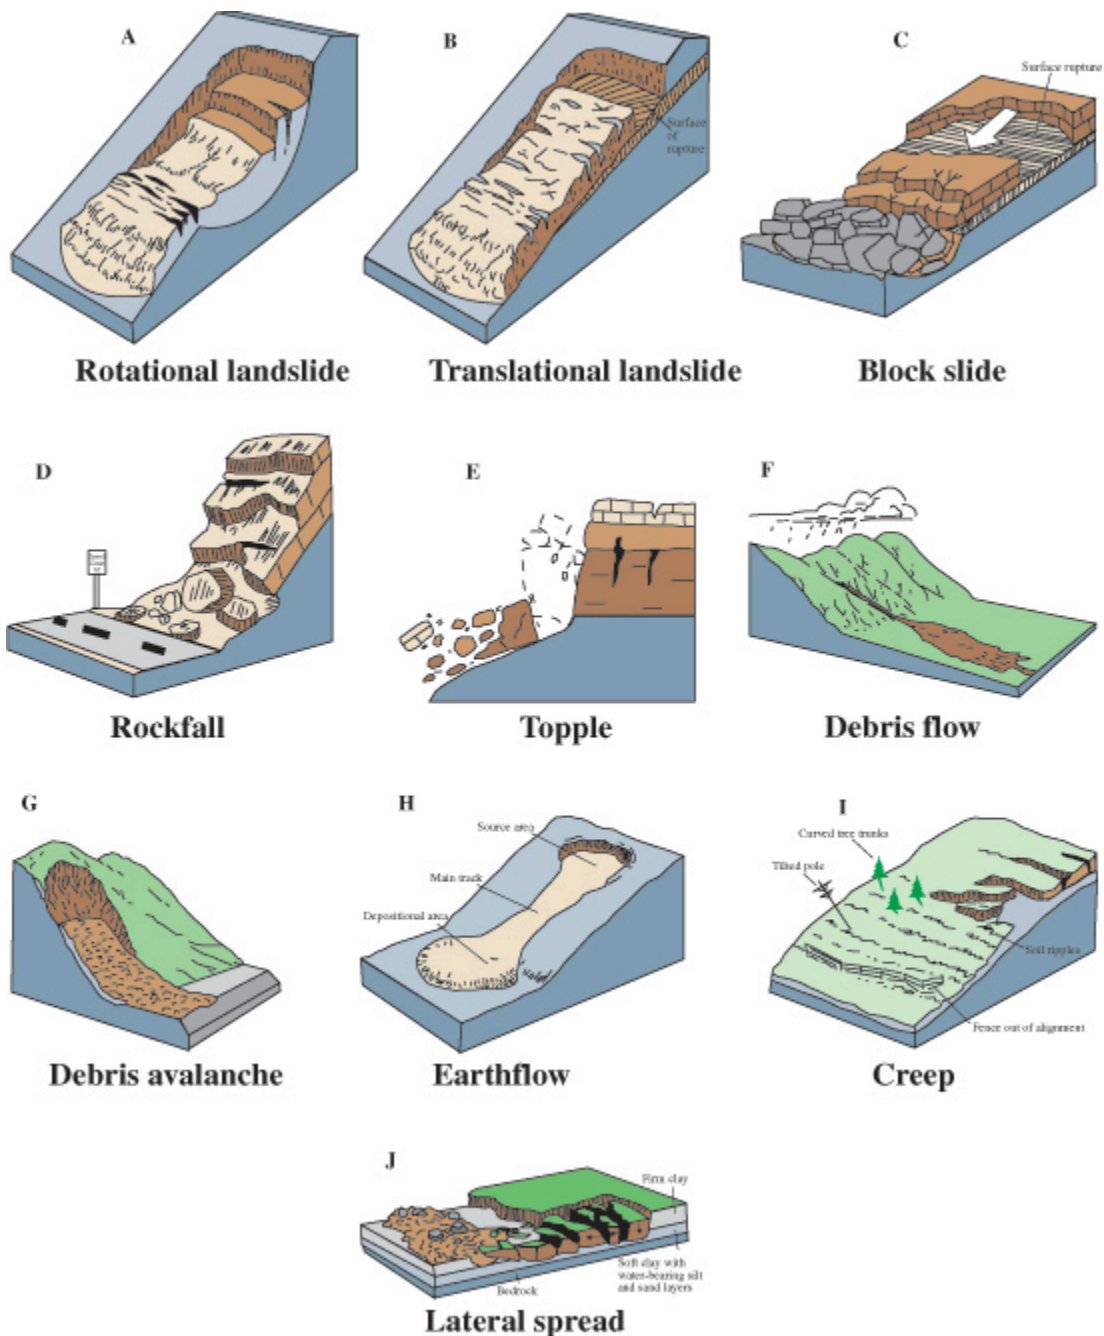 A
B
C
Surface rupture
Surface
of
rupture
Rotational landslide
Translational landslide
Block slide
D
E
F
Rockfall
Topple
Debris flow
G
H
I
Source area
Main track
Depositional area
Curved tree trunks
Tilted pole
Soil ripples
Fence out of alignment
Debris avalanche
Earthflow
Creep
J
Firm clay
Soft clay with
water-bearing silt
and sand layers
Bedrock
Lateral spread